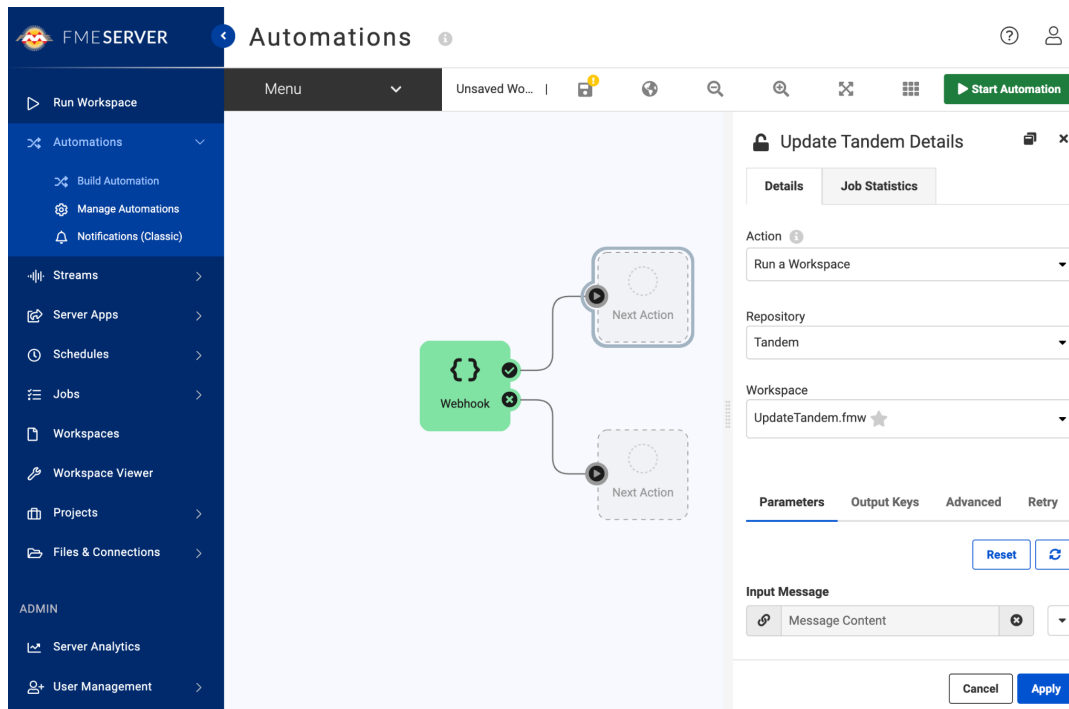 FMESERVER
Automations
Menu
Unsaved Wo... |
Start Automation
Run Workspace
Automations
Build Automation
Manage Automations
Notifications (Classic)
Streams
Server Apps
Schedules
Jobs
Workspaces
Workspace Viewer
Projects
Files & Connections
ADMIN
Server Analytics
User Management
Webhook
Next Action
Next Action
Update Tandem Details
Details
Job Statistics
Action
Run a Workspace
Repository
Tandem
Workspace
UpdateTandem.fmw
Parameters
Output Keys
Advanced
Retry
Reset
Input Message
Message Content
Cancel
Apply